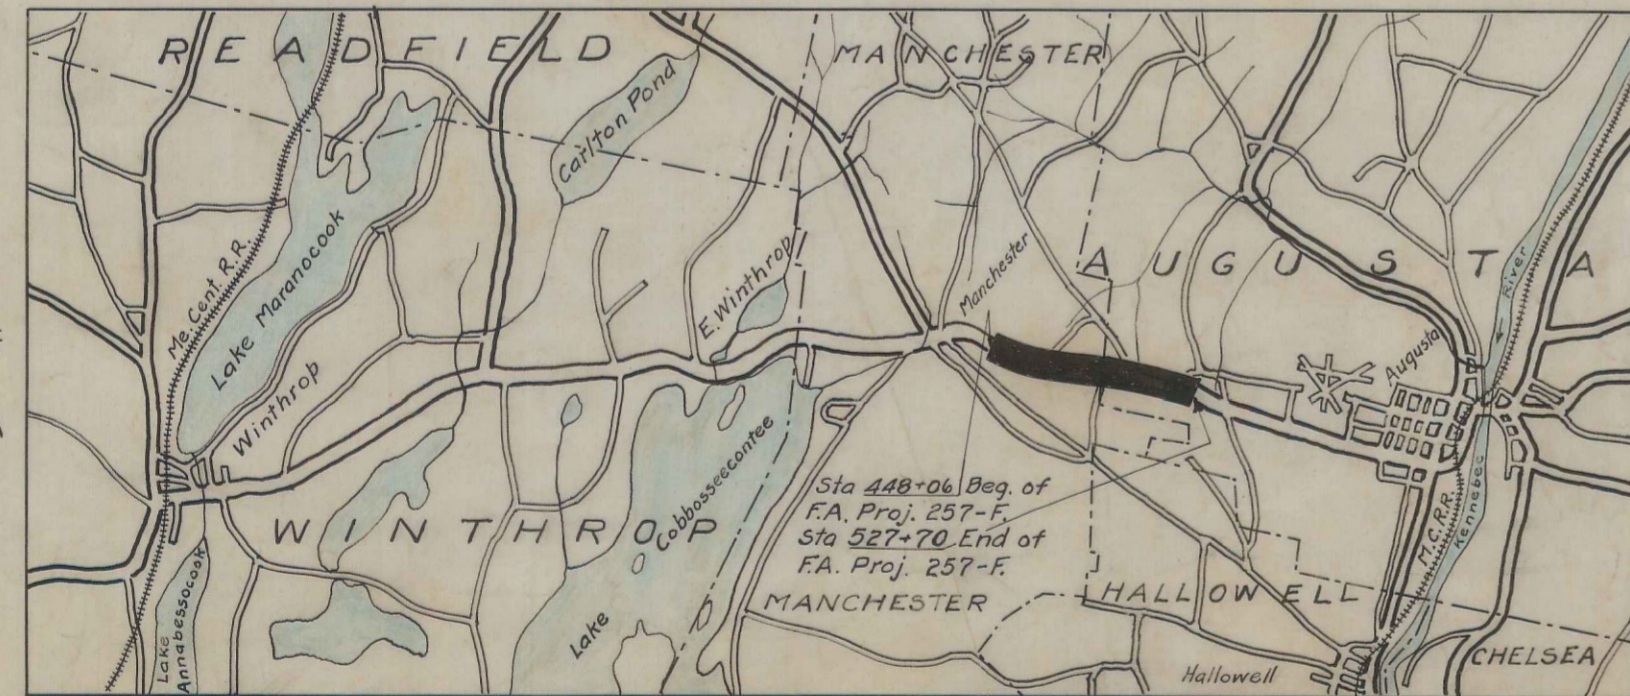 READFIELD
MANCHESTER
Carlton Pond
Me. Cent. R.R.
Lake Maranocook
Winthrop
E. Winthrop
Manchester
AUGUSTA
River
Augusta
Lake Cobbosseecontee
Sta 448+06 Beg. of
F.A. Proj. 257-F.
Sta 527+70 End of
F.A. Proj. 257-F.
WINTHROP
MANCHESTER
HALLOWELL
M.C.R.R.
Kennebec
Lake
Annabessocook
Hallowell
CHELSEA